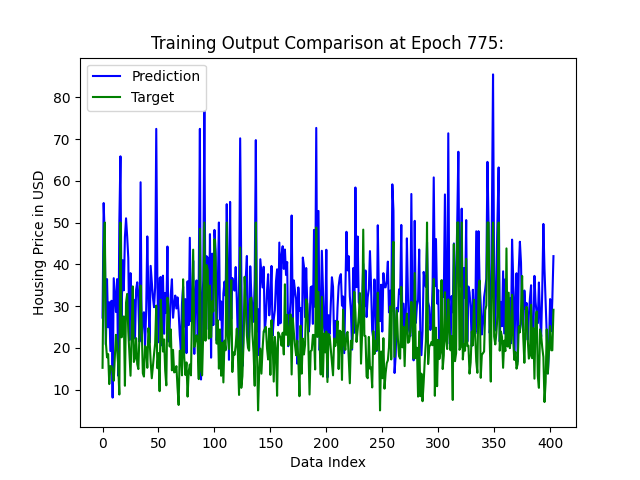 Training Output Comparison at Epoch 775:
Prediction
Target
Housing Price in USD
80
70
60
50
40
30
20
10
0 50 100 150 200 250 300 350 400
Data Index